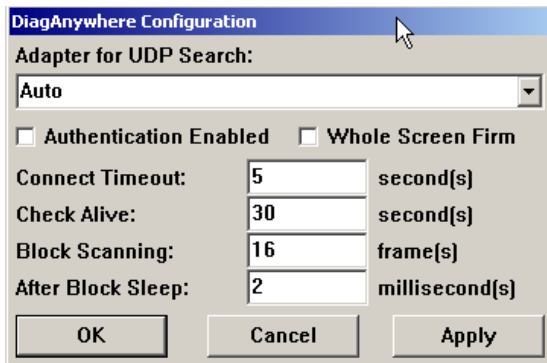 DiagAnywhere Configuration
Adapter for UDP Search:
Auto
Authentication Enabled Whole Screen Firm
Connect Timeout: 5 second(s)
Check Alive: 30 second(s)
Block Scanning: 16 frame(s)
After Block Sleep: 2 millisecond(s)
OK Cancel Apply